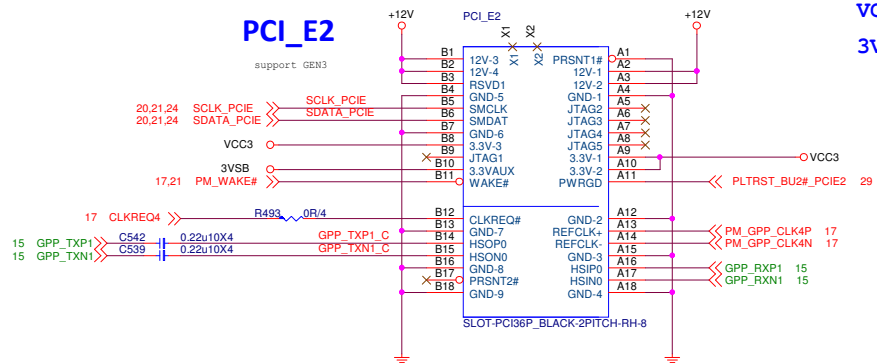 PCI_E2
support GEN3
+12V
PCI_E2
+12V
X1
X2
X1
X2
B1 12V-3 PRSNT1# A1
B2 12V-4 12V-1 A2
B3 RSVD1 12V-2 A3
B4 GND-5 GND-1 A4
20,21,24 SCLK_PCIE SCLK_PCIE B5 SMCLK JTAG2 A5
20,21,24 SDATA_PCIE SDATA_PCIE B6 SMDAT JTAG3 A6
B7 GND-6 JTAG4 A7
VCC3 B8 3.3V-3 JTAG5 A8
B9 JTAG1 3.3V-1 A9 VCC3
3VSB B10 3.3VAUX 3.3V-2 A10
17,21 PM_WAKE# B11 WAKE# PWRGD A11 PLTRST_BU2#_PCIE2 29
17 CLKREQ4 R493 0R/4 B12 CLKREQ# GND-2 A12
B13 GND-7 REFCLK+ A13 PM_GPP_CLK4P 17
15 GPP_TXP1 C542 0.22u10X4 GPP_TXP1_C B14 HSOP0 REFCLK- A14 PM_GPP_CLK4N 17
15 GPP_TXN1 C539 0.22u10X4 GPP_TXN1_C B15 HSON0 GND-3 A15
B16 GND-8 HSIP0 A16 GPP_RXP1 15
B17 PRSNT2# HSIN0 A17 GPP_RXN1 15
B18 GND-9 GND-4 A18
SLOT-PCI36P_BLACK-2PITCH-RH-8